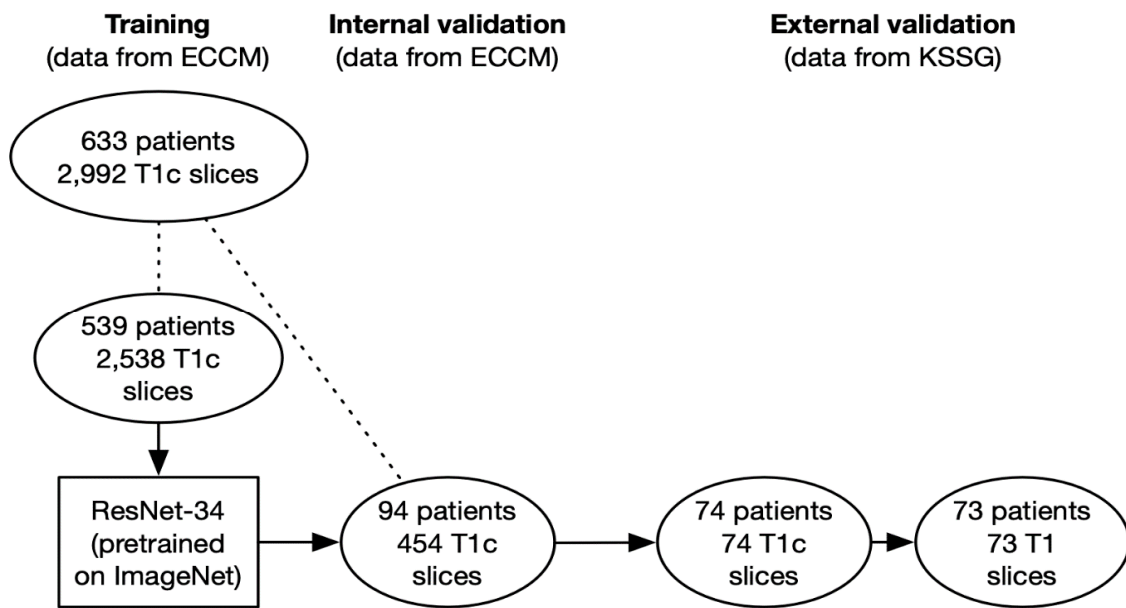 Training
(data from ECCM)
Internal validation
(data from ECCM)
External validation
(data from KSSG)
633 patients
2,992 T1c slices
539 patients
2,538 T1c
slices
ResNet-34
(pretrained
on ImageNet)
94 patients
454 T1c
slices
74 patients
74 T1c
slices
73 patients
73 T1
slices